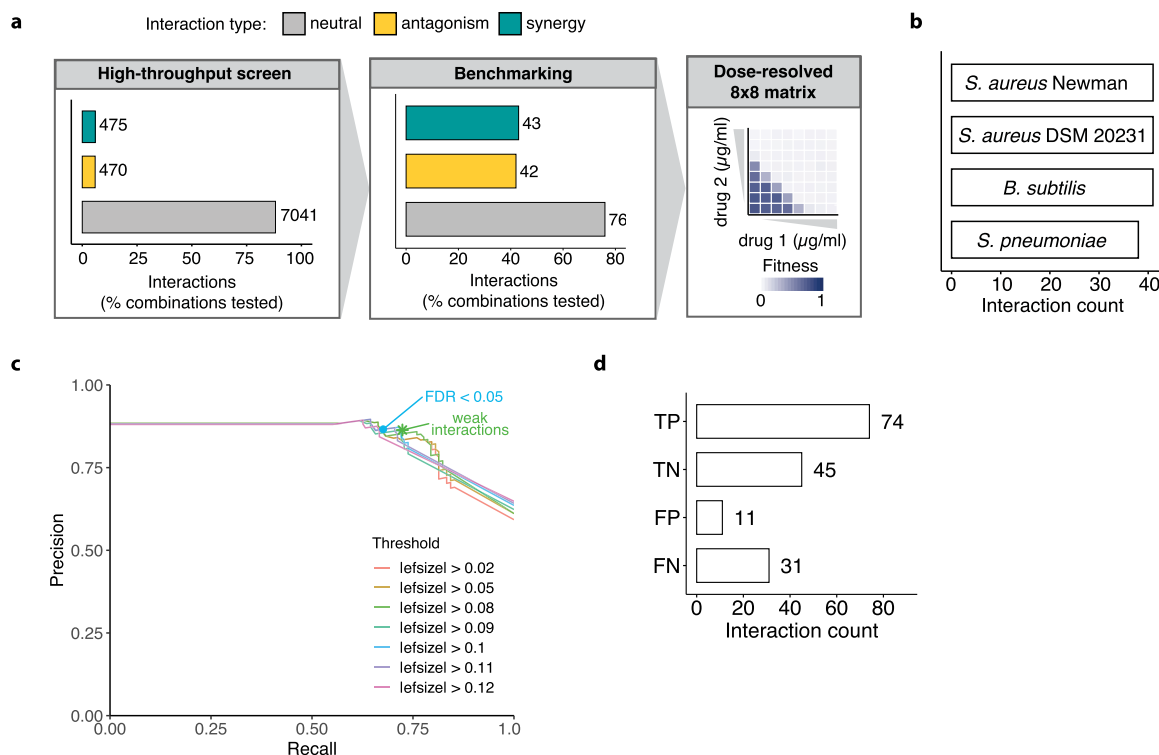 a
Interaction type: neutral antagonism synergy
High-throughput screen
475
470
7041
0 25 50 75 100
Interactions
(% combinations tested)
Benchmarking
43
42
76
0 20 40 60 80
Interactions
(% combinations tested)
Dose-resolved
8x8 matrix
drug 2 (µg/ml)
drug 1 (µg/ml)
Fitness
0 1
b
S. aureus Newman
S. aureus DSM 20231
B. subtilis
S. pneumoniae
0 10 20 30 40
Interaction count
c
1.00
0.75
0.50
0.25
0.00
Precision
FDR < 0.05
weak
interactions
Threshold
lefsizel > 0.02
lefsizel > 0.05
lefsizel > 0.08
lefsizel > 0.09
lefsizel > 0.1
lefsizel > 0.11
lefsizel > 0.12
0.00 0.25 0.50 0.75 1.0
Recall
d
TP 74
TN 45
FP 11
FN 31
0 20 40 60 80
Interaction count